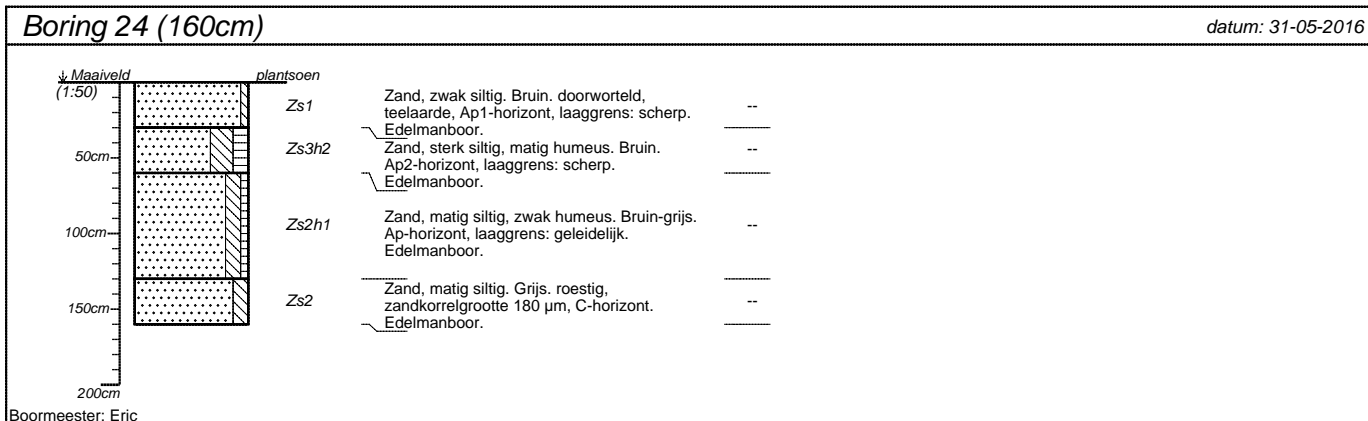 Boring 24 (160cm)
datum: 31-05-2016
Maaiveld
plantsoen
(1:50)
Zs1
Zand, zwak siltig. Bruin. doorworteld,
teelaarde, Ap1-horizont, laaggrens: scherp.
Edelmanboor.
--
50cm
Zs3h2
Zand, sterk siltig, matig humeus. Bruin.
Ap2-horizont, laaggrens: scherp.
Edelmanboor.
--
100cm
Zs2h1
Zand, matig siltig, zwak humeus. Bruin-grijs.
Ap-horizont, laaggrens: geleidelijk.
Edelmanboor.
--
150cm
Zs2
Zand, matig siltig. Grijs. roestig,
zandkorrelgrootte 180 µm, C-horizont.
Edelmanboor.
--
200cm
Boormeester: Eric